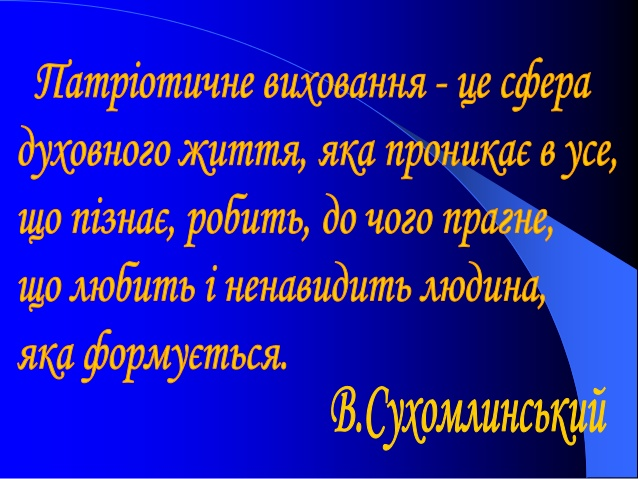 Патріотичне виховання - це сфера
духовного життя, яка проникає в усе,
що пізнає, робить, до чого прагне,
що любить і ненавидить людина,
яка формується.
В.Сухомлинський